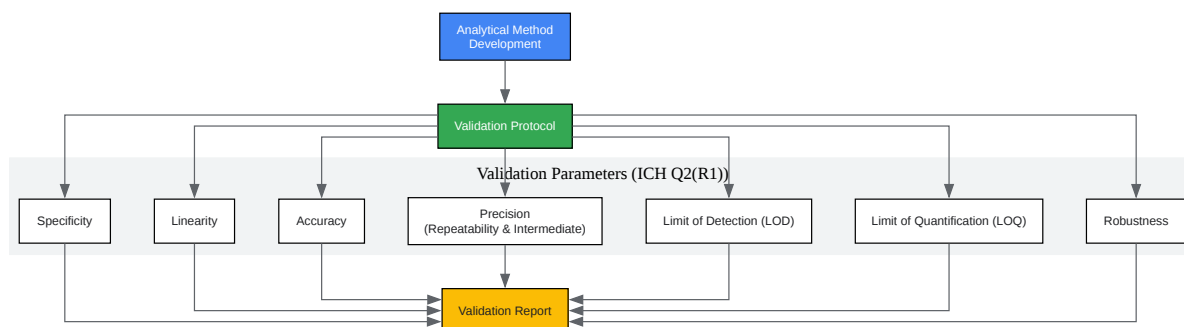 Analytical Method
Development
Validation Protocol
Validation Parameters (ICH Q2(R1))
Specificity
Linearity
Accuracy
Precision
(Repeatability & Intermediate)
Limit of Detection (LOD)
Limit of Quantification (LOQ)
Robustness
Validation Report